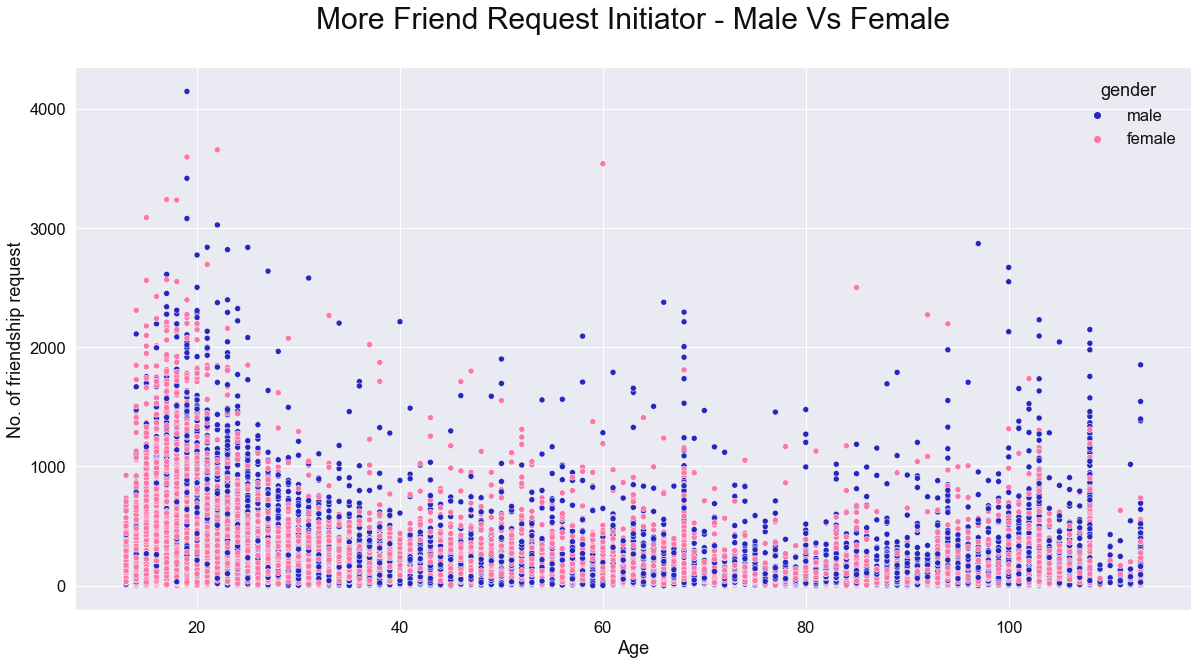 More Friend Request Initiator - Male Vs Female
gender
male
female
No. of friendship request
4000
3000
2000
1000
0
20
40
60
80
100
Age